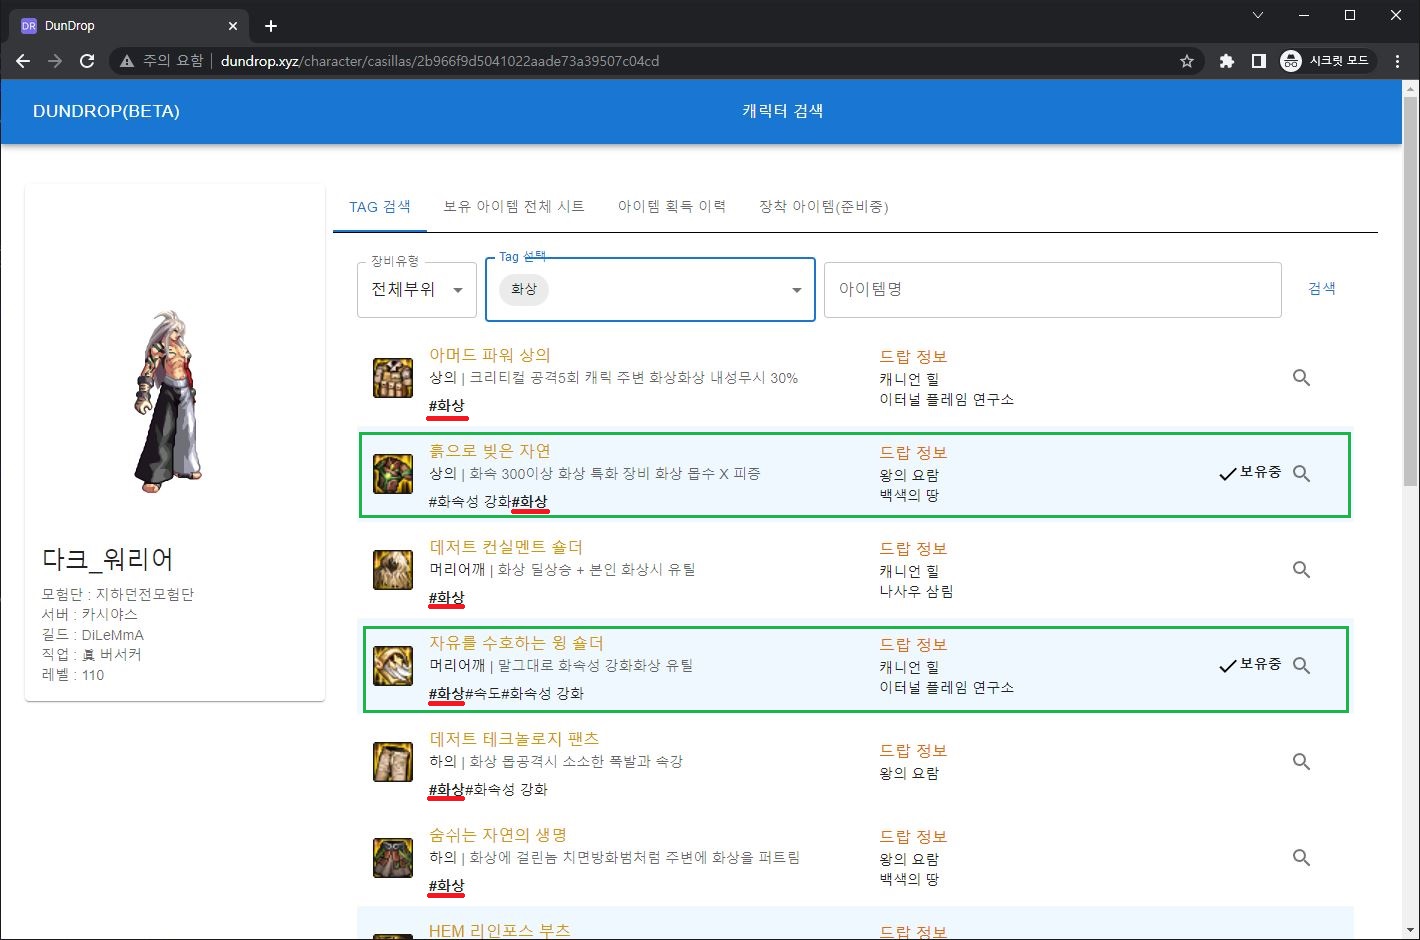 DR DunDrop
주의 요함 | dundrop.xyz/character/casillas/2b966f9d5041022aade73a39507c04cd
시크릿 모드
DUNDROP(BETA)
캐릭터 검색
다크_워리어
모험단 : 지하던전모험단
서버 : 카시야스
길드 : DiLeMmA
직업 : 眞 버서커
레벨 : 110
TAG 검색
보유 아이템 전체 시트
아이템 획득 이력
장착 아이템(준비중)
장비유형
전체부위
Tag 선택
화상
아이템명
검색
아머드 파워 상의
상의 | 크리티컬 공격5회 캐릭 주변 화상화상 내성무시 30%
#화상
드랍 정보
캐니언 힐
이터널 플레임 연구소
흙으로 빚은 자연
상의 | 화속 300이상 화상 특화 장비 화상 몹수 X 피증
#화속성 강화#화상
드랍 정보
왕의 요람
백색의 땅
보유중
데저트 컨실멘트 숄더
머리어깨 | 화상 딜상승 + 본인 화상시 유틸
#화상
드랍 정보
캐니언 힐
나사우 삼림
자유를 수호하는 윙 숄더
머리어깨 | 말그대로 화속성 강화화상 유틸
#화상#속도#화속성 강화
드랍 정보
캐니언 힐
이터널 플레임 연구소
보유중
데저트 테크놀로지 팬츠
하의 | 화상 몹공격시 소소한 폭발과 속강
#화상#화속성 강화
드랍 정보
왕의 요람
숨쉬는 자연의 생명
하의 | 화상에 걸린놈 치면방화범처럼 주변에 화상을 퍼트림
#화상
드랍 정보
왕의 요람
백색의 땅
HEM 리인포스 부츠
드랍 정보